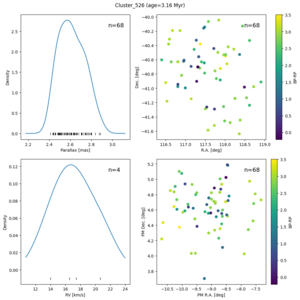 Cluster_526 (age=3.16 Myr)
n=68
Density
2.5
2.0
1.5
1.0
0.5
0.0
2.2 2.4 2.6 2.8 3.0
Parallax [mas]
n=68
Dec. [deg]
-40.0
-40.2
-40.4
-40.6
-40.8
-41.0
-41.2
-41.4
-41.6
116.5 117.0 117.5 118.0 118.5 119.0
R.A. [deg]
3.5
3.0
2.5
2.0
1.5
1.0
0.5
0.0
BP-RP
n=4
Density
0.12
0.10
0.08
0.06
0.04
0.02
0.00
12 14 16 18 20 22 24
RV [km/s]
n=68
PM Dec. [deg]
5.2
5.0
4.8
4.6
4.4
4.2
4.0
3.8
-10.5 -10.0 -9.5 -9.0 -8.5 -8.0 -7.5
PM R.A. [deg]
3.5
3.0
2.5
2.0
1.5
1.0
0.5
0.0
BP-RP